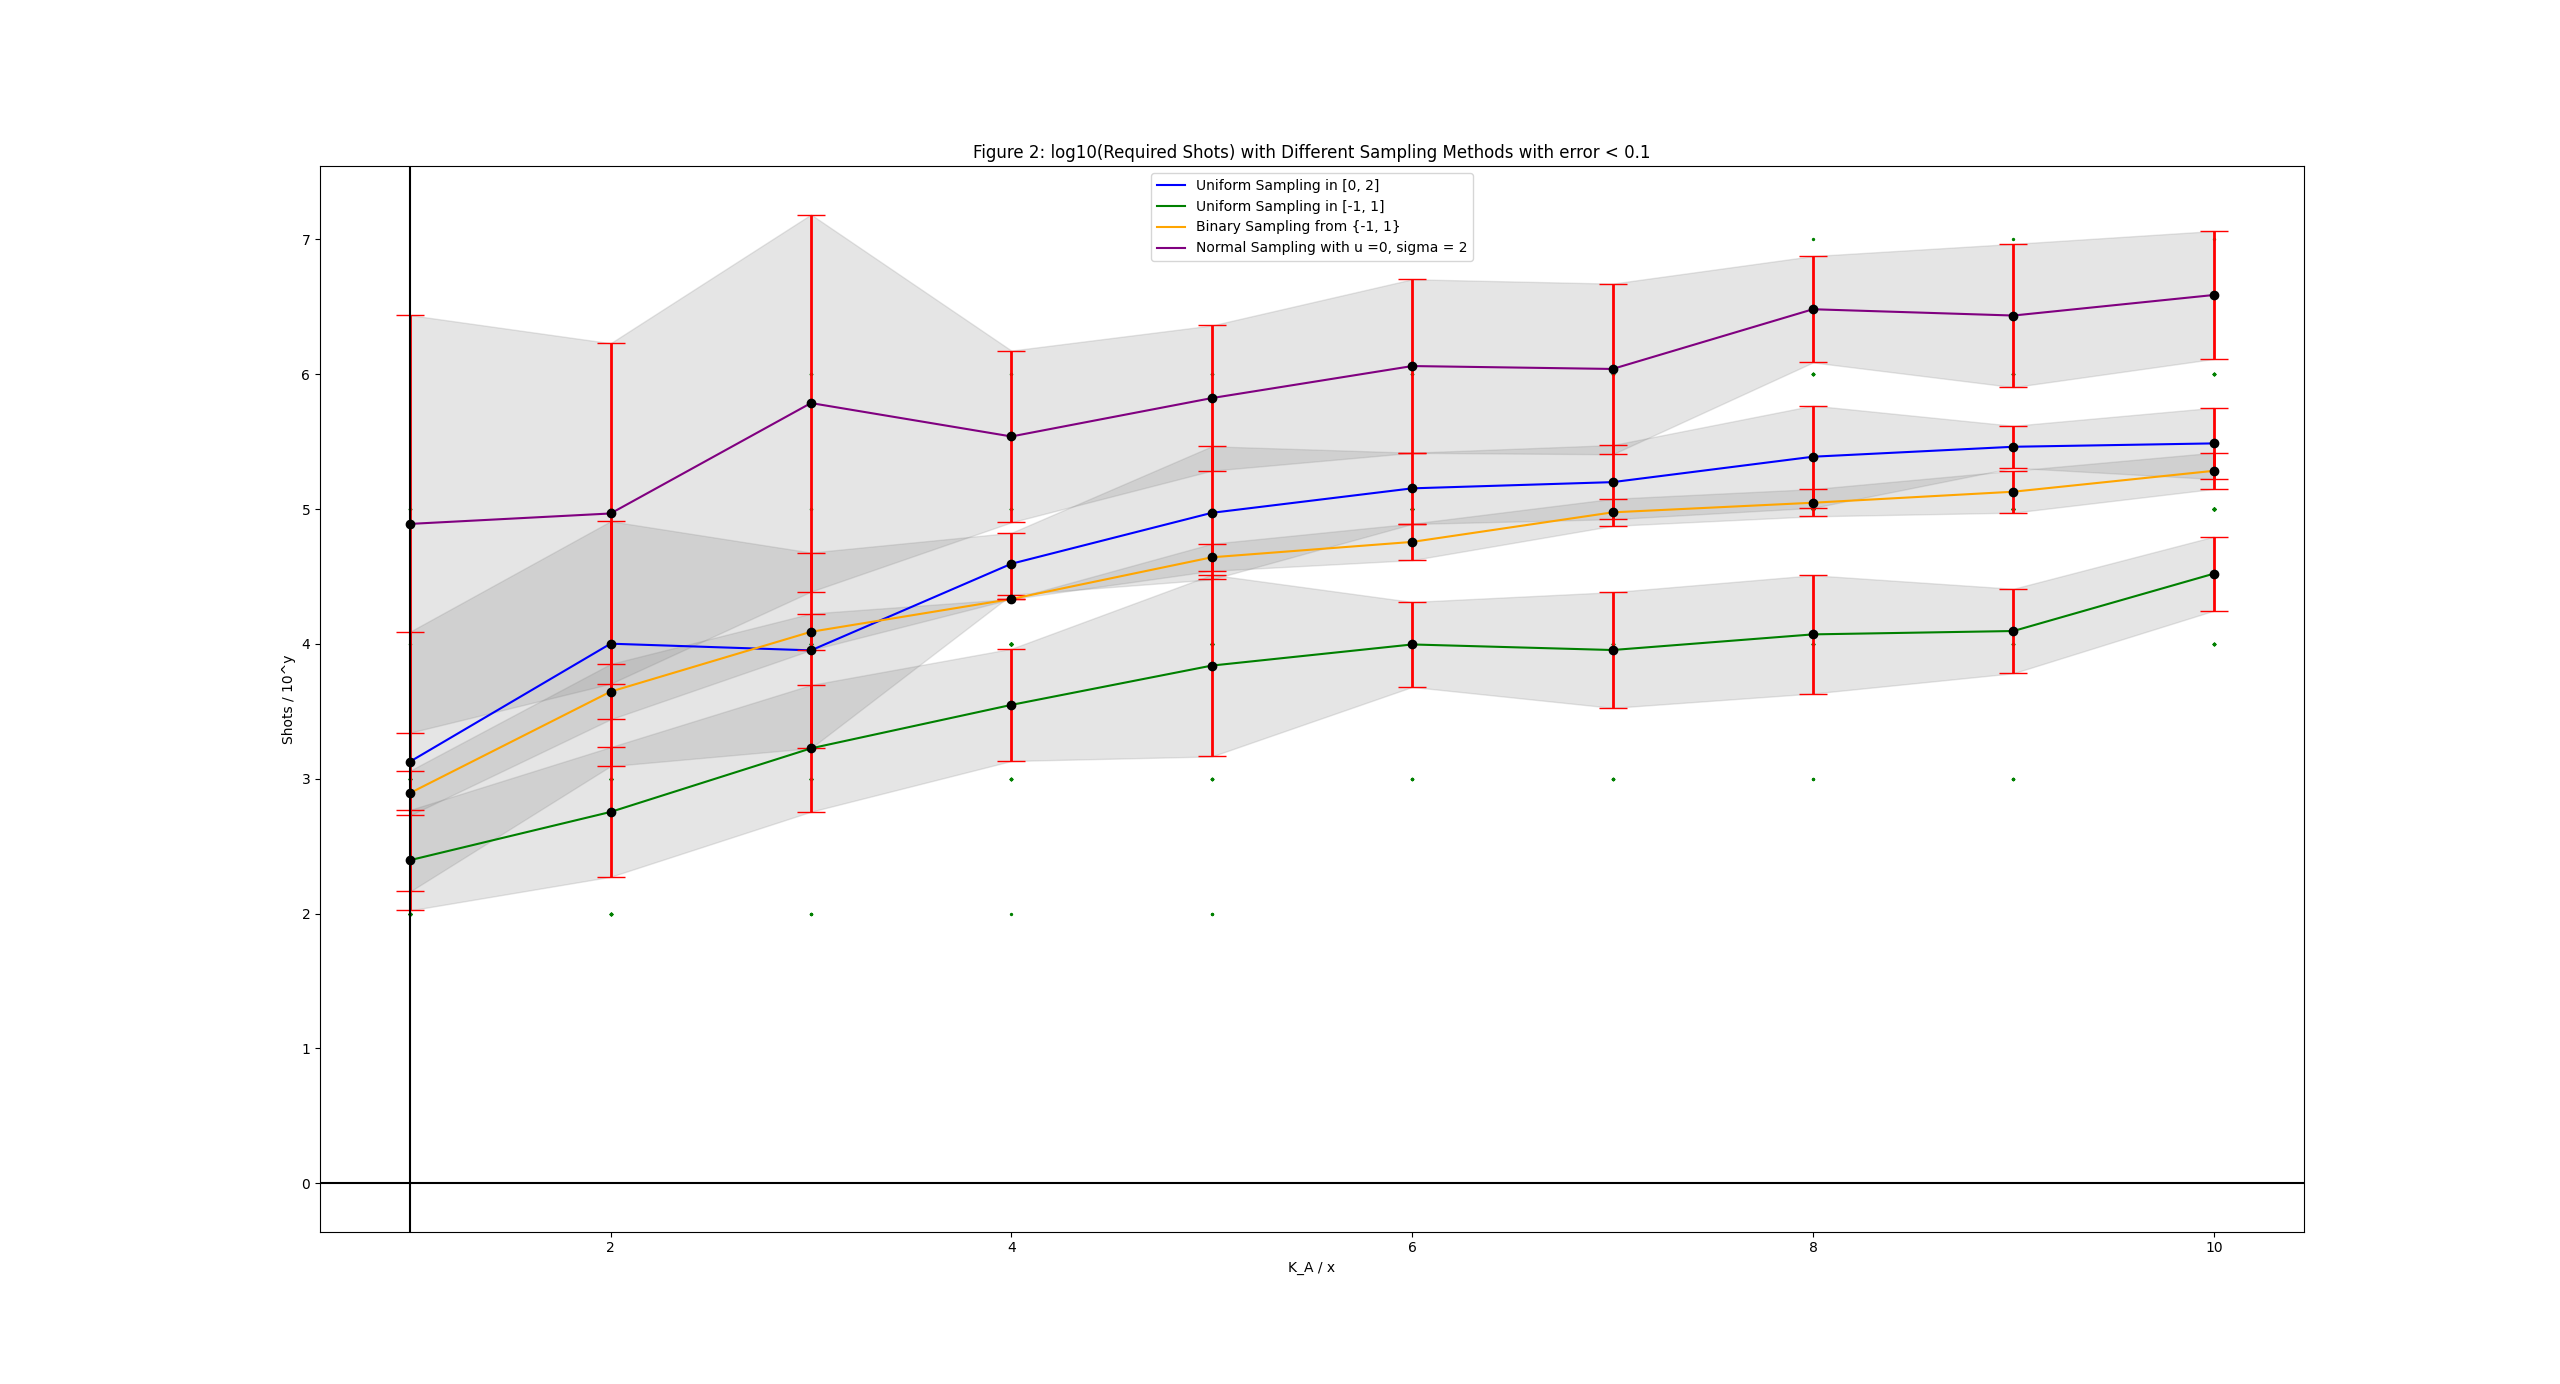 Figure 2: log10(Required Shots) with Different Sampling Methods with error < 0.1
Uniform Sampling in [0, 2]
Uniform Sampling in [-1, 1]
Binary Sampling from {-1, 1}
Normal Sampling with u =0, sigma = 2
7
6
5
4
3
2
1
0
Shots / 10^y
2
4
6
8
10
K_A / x